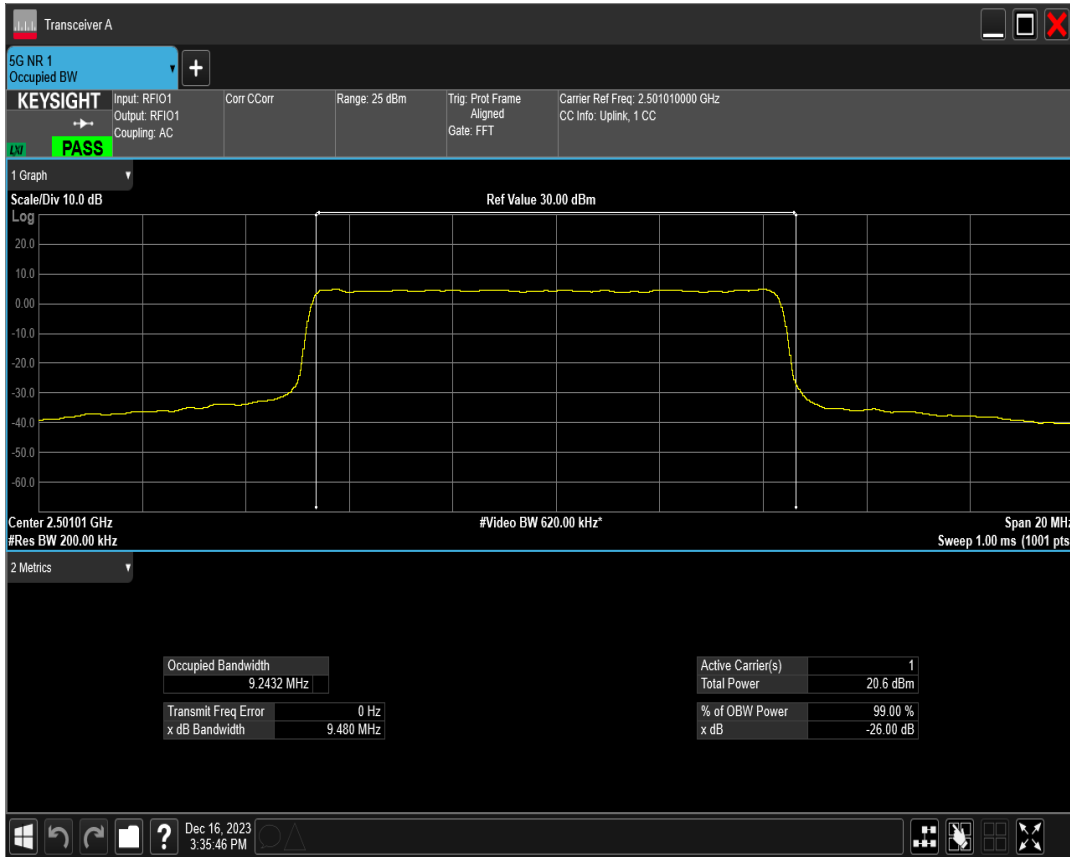 Transceiver A
5G NR 1
Occupied BW
KEYSIGHT
LXI
PASS
Input: RFIO1
Output: RFIO1
Coupling: AC
Corr CCorr
Range: 25 dBm
Trig: Prot Frame
Aligned
Gate: FFT
Carrier Ref Freq: 2.501010000 GHz
CC Info: Uplink, 1 CC
1 Graph
Scale/Div 10.0 dB
Ref Value 30.00 dBm
Log
20.0
10.0
0.00
-10.0
-20.0
-30.0
-40.0
-50.0
-60.0
Center 2.50101 GHz
#Video BW 620.00 kHz*
Span 20 MHz
#Res BW 200.00 kHz
Sweep 1.00 ms (1001 pts
2 Metrics
Occupied Bandwidth
9.2432 MHz
Transmit Freq Error 0 Hz
x dB Bandwidth 9.480 MHz
Active Carrier(s) 1
Total Power 20.6 dBm
% of OBW Power 99.00 %
x dB -26.00 dB
?
Dec 16, 2023
3:35:46 PM